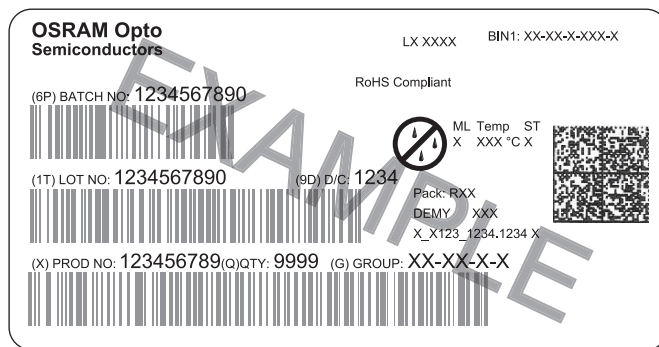 OSRAM Opto
Semiconductors
LX XXXX
BIN1: XX-XX-X-XXX-X
RoHS Compliant
(6P) BATCH NO: 1234567890
ML Temp ST
X XXX °C X
(1T) LOT NO: 1234567890
(9D) D/C: 1234
Pack: RXX
DEMY XXX
X_X123_1234.1234 X
(X) PROD NO: 123456789(Q)QTY: 9999 (G) GROUP: XX-XX-X-X
EXAMPLE